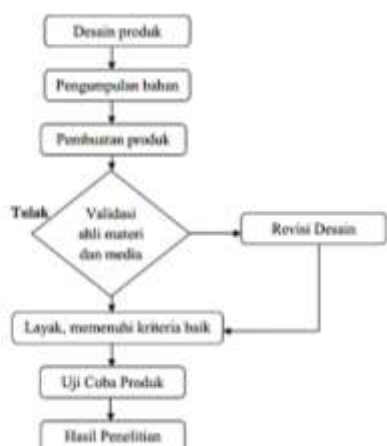 Desain produk
Pengumpulan bahan
Pembuatan produk
Tolak
Validasi
ahli materi
dan media
Revisi Desain
Layak, memenuhi kriteria baik
Uji Coba Produk
Hasil Penelitian